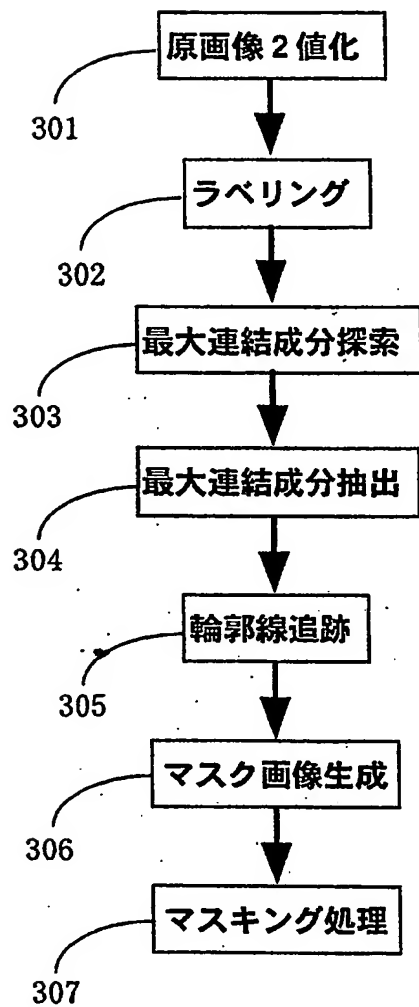 原画像2値化
301
ラベリング
302
最大連結成分探索
303
最大連結成分抽出
304
輪郭線追跡
305
マスク画像生成
306
マスキング処理
307